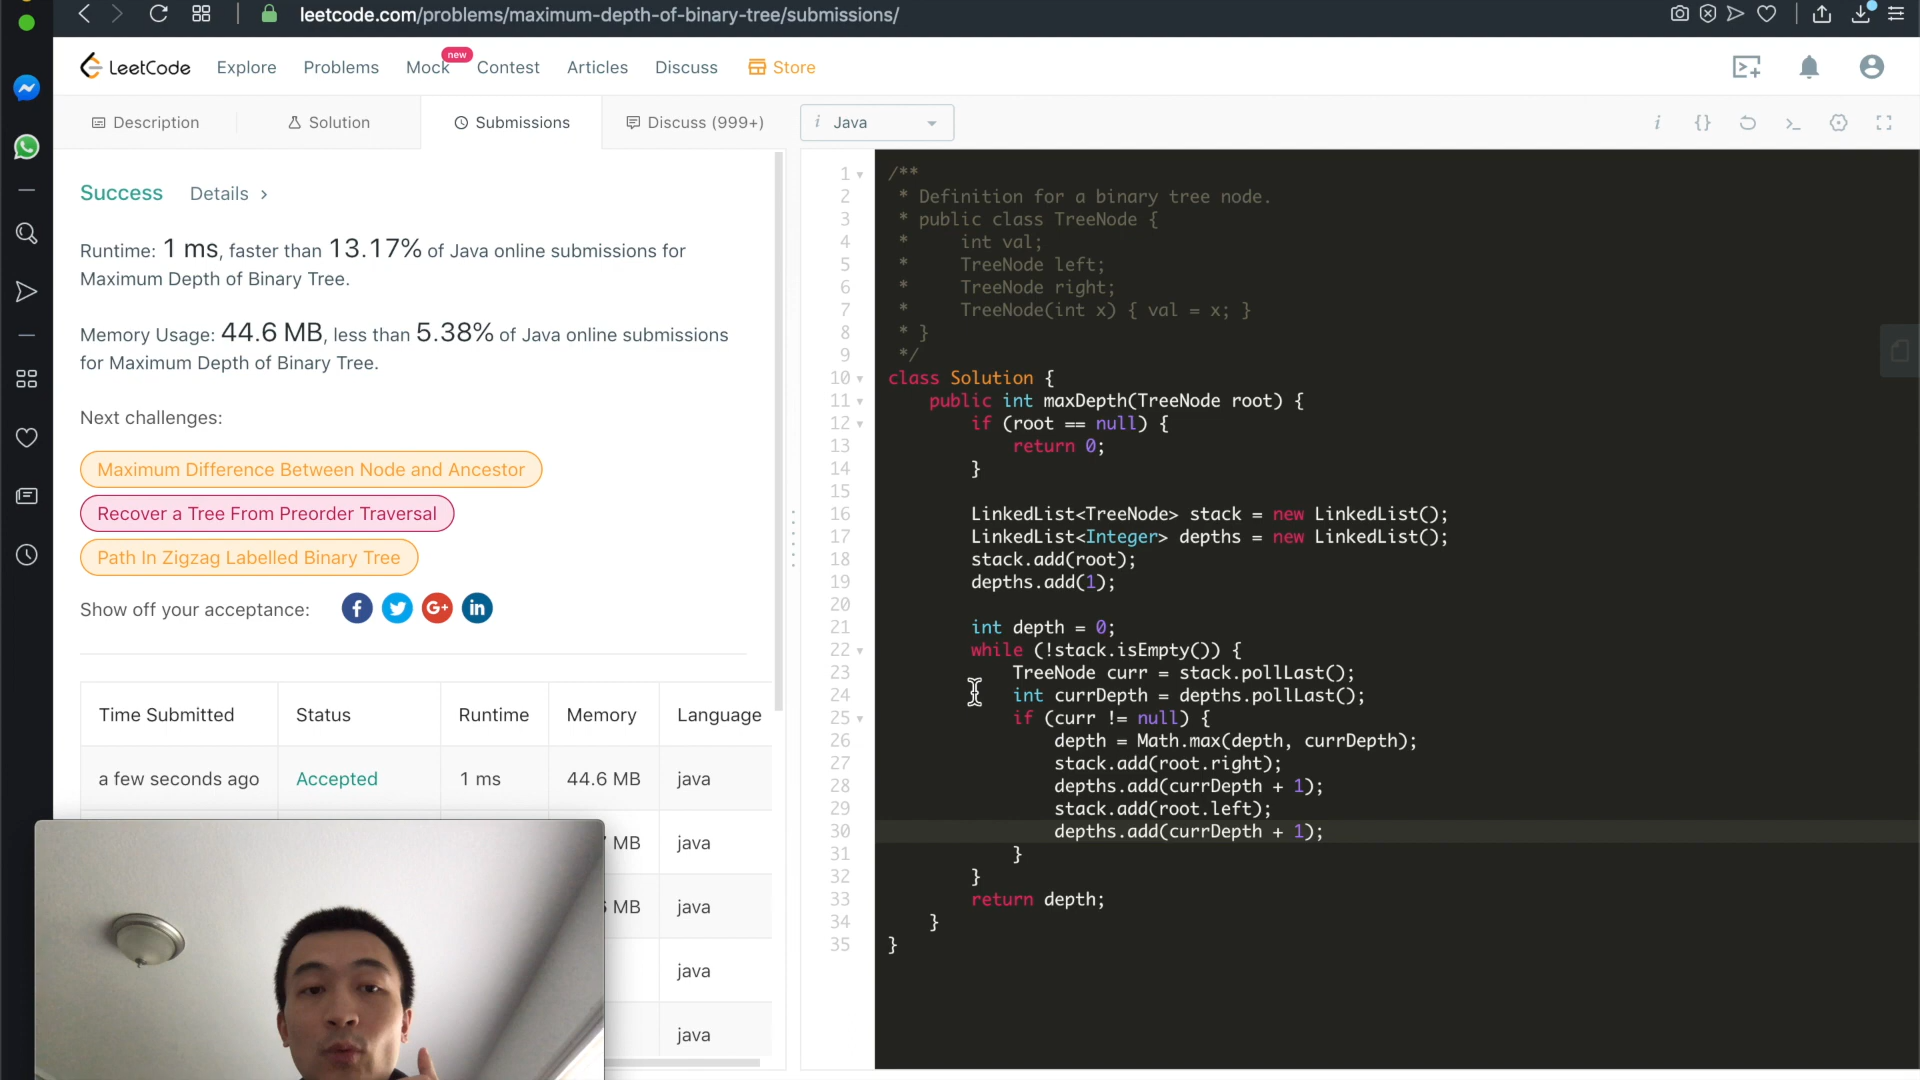 leetcode.com/problems/maximum-depth-of-binary-tree/submissions/
LeetCode
Explore
Problems
Mock
new
Contest
Articles
Discuss
Store
Description
Solution
Submissions
Discuss (999+)
i Java
Success
Details >
Runtime: 1 ms, faster than 13.17% of Java online submissions for
Maximum Depth of Binary Tree.
Memory Usage: 44.6 MB, less than 5.38% of Java online submissions
for Maximum Depth of Binary Tree.
Next challenges:
Maximum Difference Between Node and Ancestor
Recover a Tree From Preorder Traversal
Path In Zigzag Labelled Binary Tree
Show off your acceptance:
Time Submitted Status Runtime Memory Language
a few seconds ago Accepted 1 ms 44.6 MB java
MB java
MB java
java
java
1 /**
2 * Definition for a binary tree node.
3 * public class TreeNode {
4 * int val;
5 * TreeNode left;
6 * TreeNode right;
7 * TreeNode(int x) { val = x; }
8 * }
9 */
10 class Solution {
11 public int maxDepth(TreeNode root) {
12 if (root == null) {
13 return 0;
14 }
15
16 LinkedList<TreeNode> stack = new LinkedList();
17 LinkedList<Integer> depths = new LinkedList();
18 stack.add(root);
19 depths.add(1);
20
21 int depth = 0;
22 while (!stack.isEmpty()) {
23 TreeNode curr = stack.pollLast();
24 int currDepth = depths.pollLast();
25 if (curr != null) {
26 depth = Math.max(depth, currDepth);
27 stack.add(root.right);
28 depths.add(currDepth + 1);
29 stack.add(root.left);
30 depths.add(currDepth + 1);
31 }
32 }
33 return depth;
34 }
35 }